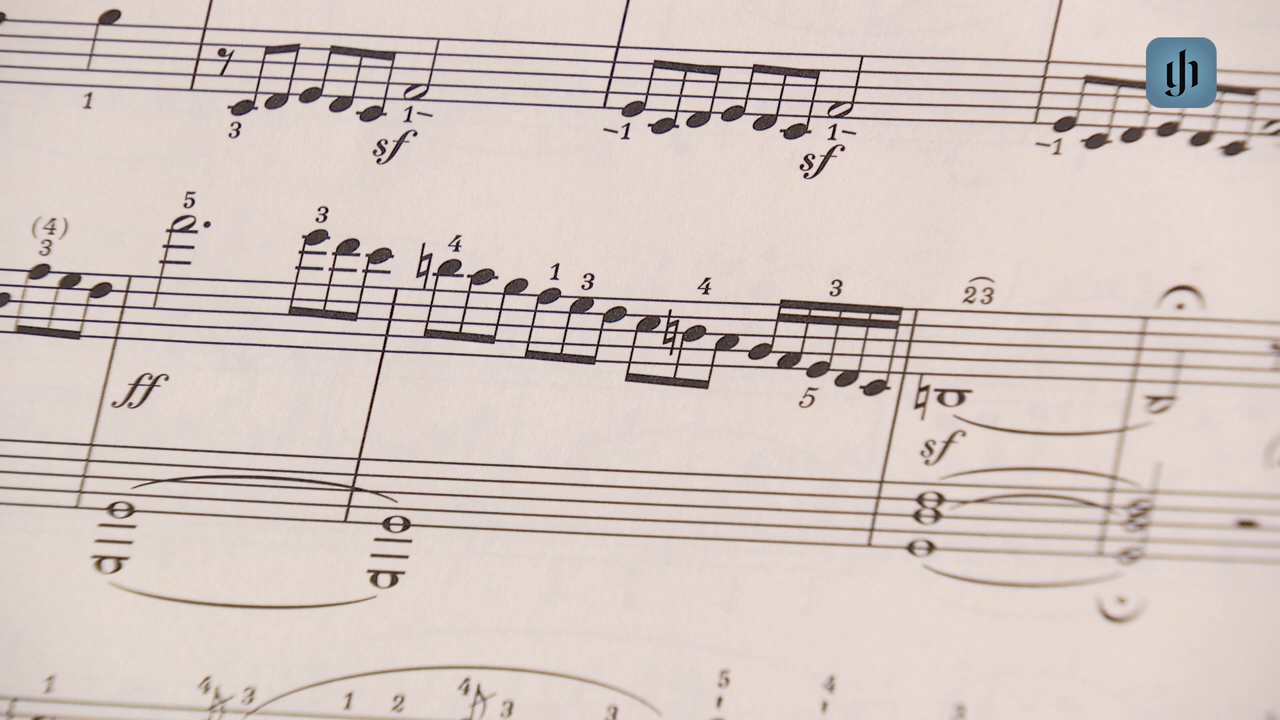 1 3 1– –1 1– –1
sf sf
5
(4)
3 3 4 1 3 4 3 23
ff 5
sf
1 4 3 1 2 4 3 3 5 4